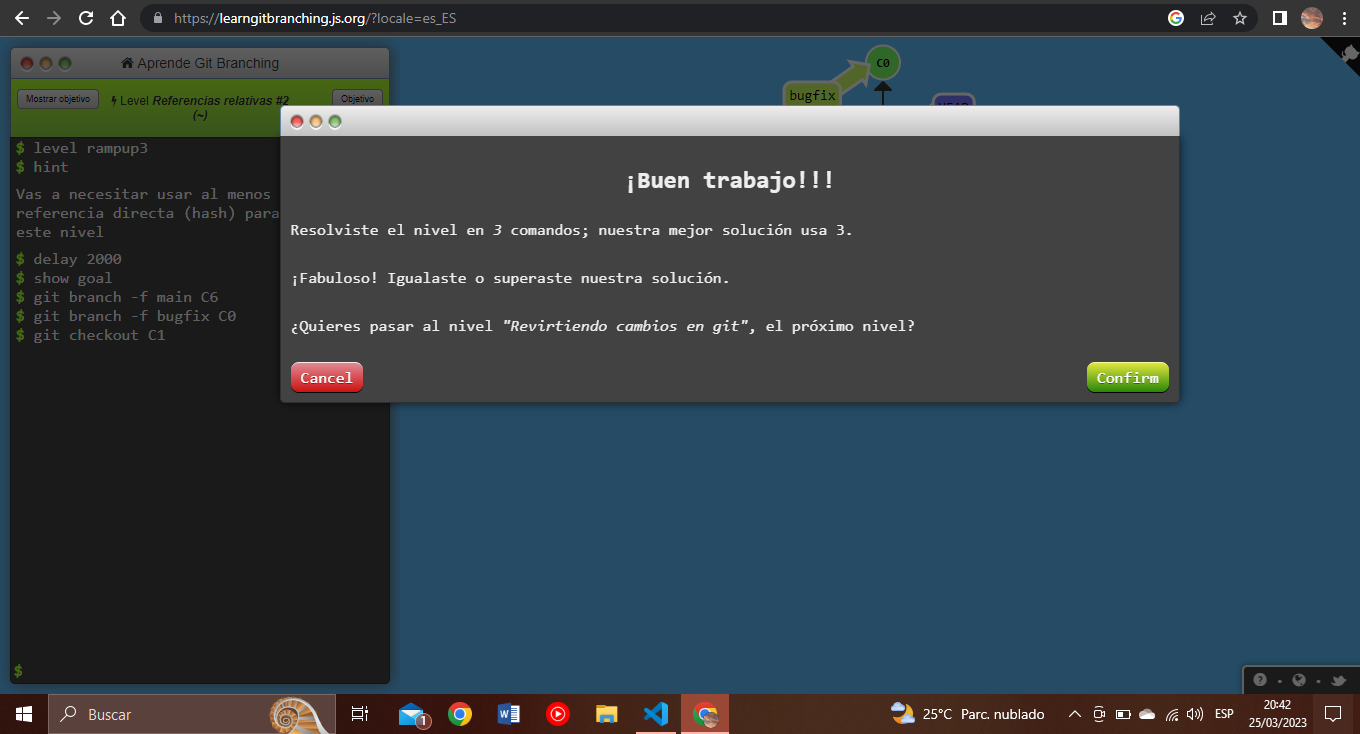 https://learngitbranching.js.org/?locale=es_ES
Aprende Git Branching
Mostrar objetivo
Level Referencias relativas #2 (~)
Objetivo
$ level rampup3
$ hint
Vas a necesitar usar al menos
referencia directa (hash) para
este nivel
$ delay 2000
$ show goal
$ git branch -f main C6
$ git branch -f bugfix C0
$ git checkout C1
$
C0
bugfix
¡Buen trabajo!!!
Resolviste el nivel en 3 comandos; nuestra mejor solución usa 3.
¡Fabuloso! Igualaste o superaste nuestra solución.
¿Quieres pasar al nivel "Revirtiendo cambios en git", el próximo nivel?
Cancel
Confirm
Buscar
1
25°C Parc. nublado
ESP
20:42
25/03/2023